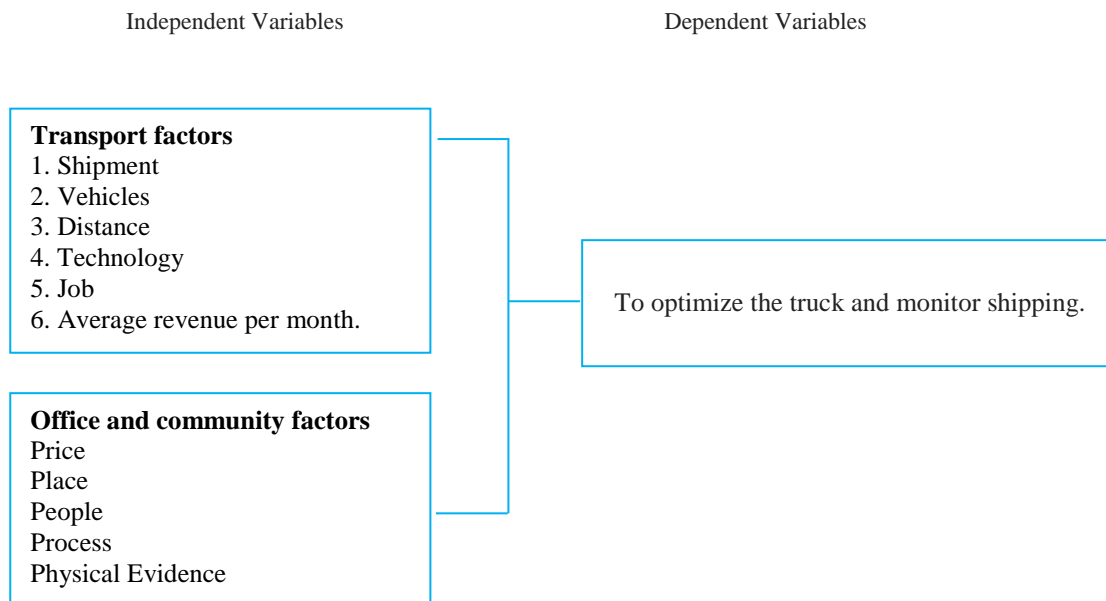 Independent Variables
Dependent Variables
Transport factors
1. Shipment
2. Vehicles
3. Distance
4. Technology
5. Job
6. Average revenue per month.
To optimize the truck and monitor shipping.
Office and community factors
Price
Place
People
Process
Physical Evidence